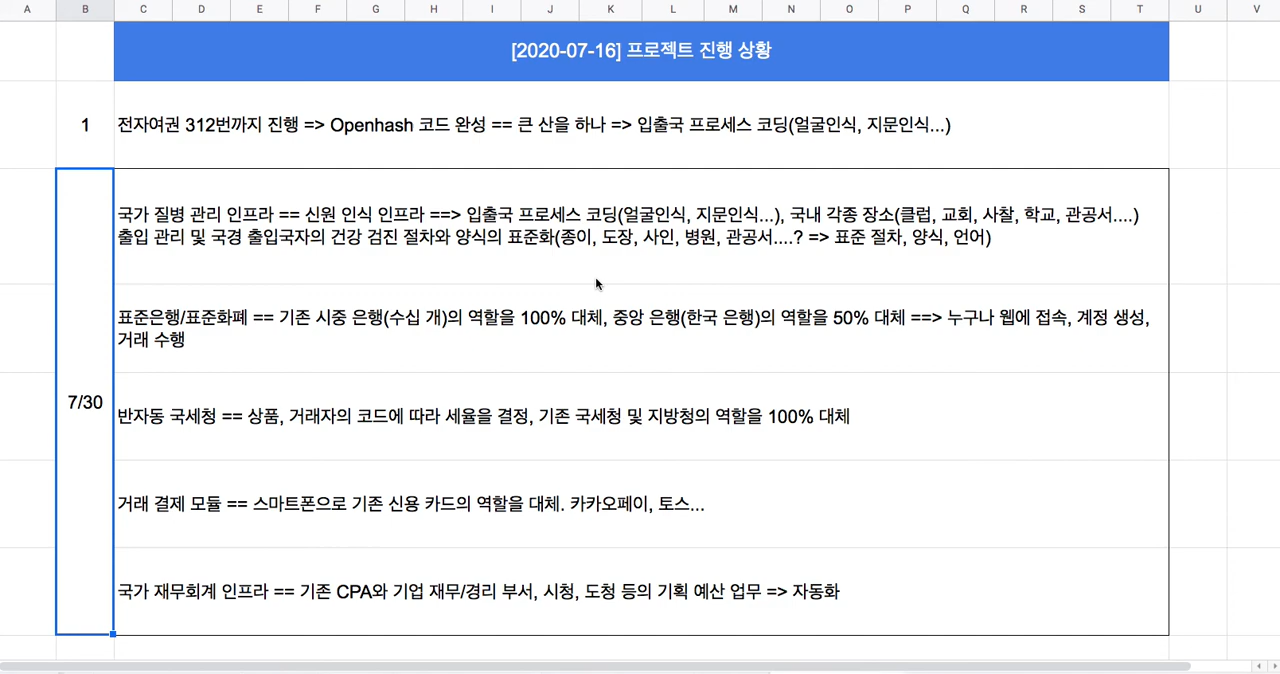 A B C D E F G H I J K L M N O P Q R S T U V
[2020-07-16] 프로젝트 진행 상황
1 전자여권 312번까지 진행 => Openhash 코드 완성 == 큰 산을 하나 => 입출국 프로세스 코딩(얼굴인식, 지문인식...)
국가 질병 관리 인프라 == 신원 인식 인프라 ==> 입출국 프로세스 코딩(얼굴인식, 지문인식...), 국내 각종 장소(클럽, 교회, 사찰, 학교, 관공서....)
출입 관리 및 국경 출입국자의 건강 검진 절차와 양식의 표준화(종이, 도장, 사인, 병원, 관공서....? => 표준 절차, 양식, 언어)
표준은행/표준화폐 == 기존 시중 은행(수십 개)의 역할을 100% 대체, 중앙 은행(한국 은행)의 역할을 50% 대체 ==> 누구나 웹에 접속, 계정 생성,
거래 수행
7/30
반자동 국세청 == 상품, 거래자의 코드에 따라 세율을 결정, 기존 국세청 및 지방청의 역할을 100% 대체
거래 결제 모듈 == 스마트폰으로 기존 신용 카드의 역할을 대체. 카카오페이, 토스...
국가 재무회계 인프라 == 기존 CPA와 기업 재무/경리 부서, 시청, 도청 등의 기획 예산 업무 => 자동화